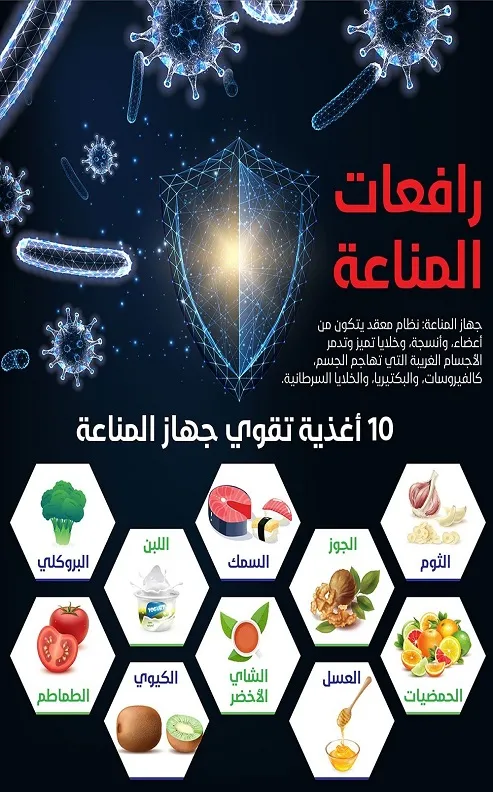 رافعات
المناعة
جهاز المناعة: نظام معقد يتكون من
أعضاء، وأنسجة، وخلايا تميز وتدمر
الأجسام الغريبة التي تهاجم الجسم،
كالفيروسات، والبكتيريا، والخلايا السرطانية.
10 أغذية تقوي جهاز المناعة
الثوم
الجوز
السمك
اللبن
YOGURT
البروكلي
الحمضيات
العسل
الشاي
الأخضر
الكيوي
الطماطم